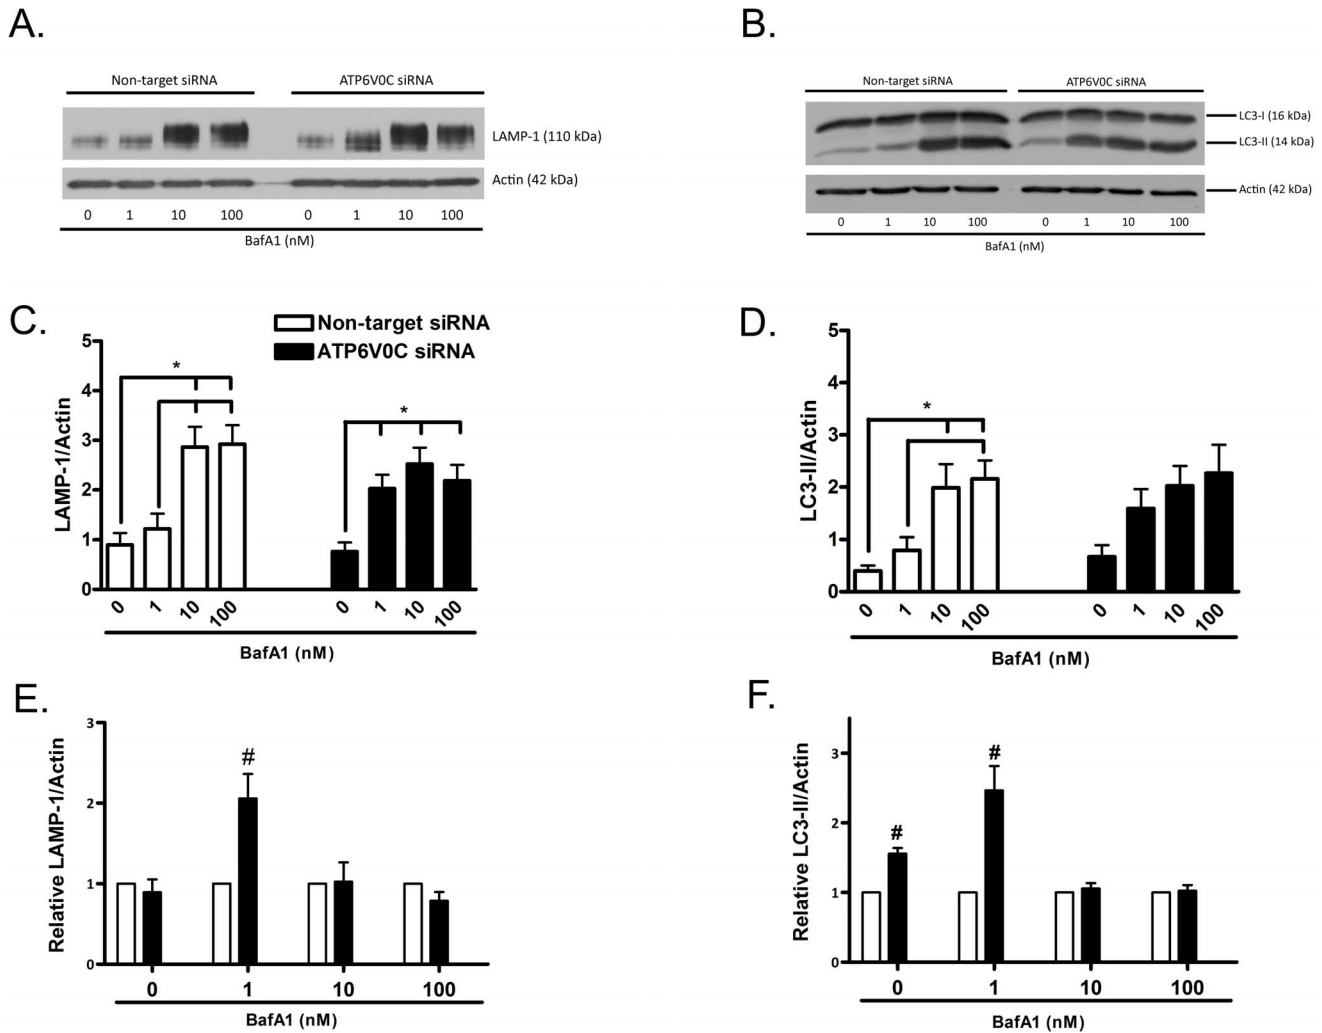 A.
Non-target siRNA ATP6V0C siRNA
LAMP-1 (110 kDa)
Actin (42 kDa)
0 1 10 100 0 1 10 100
BafA1 (nM)
B.
Non-target siRNA ATP6V0C siRNA
LC3-I (16 kDa)
LC3-II (14 kDa)
Actin (42 kDa)
0 1 10 100 0 1 10 100
BafA1 (nM)
C.
Non-target siRNA
ATP6V0C siRNA
LAMP-1/Actin
5
4
3
2
1
0
* *
0 1 10 100 0 1 10 100
BafA1 (nM)
D.
LC3-II/Actin
5
4
3
2
1
0
*
0 1 10 100 0 1 10 100
BafA1 (nM)
E.
Relative LAMP-1/Actin
3
2
1
0
#
0 1 10 100
BafA1 (nM)
F.
Relative LC3-II/Actin
3
2
1
0
# #
0 1 10 100
BafA1 (nM)